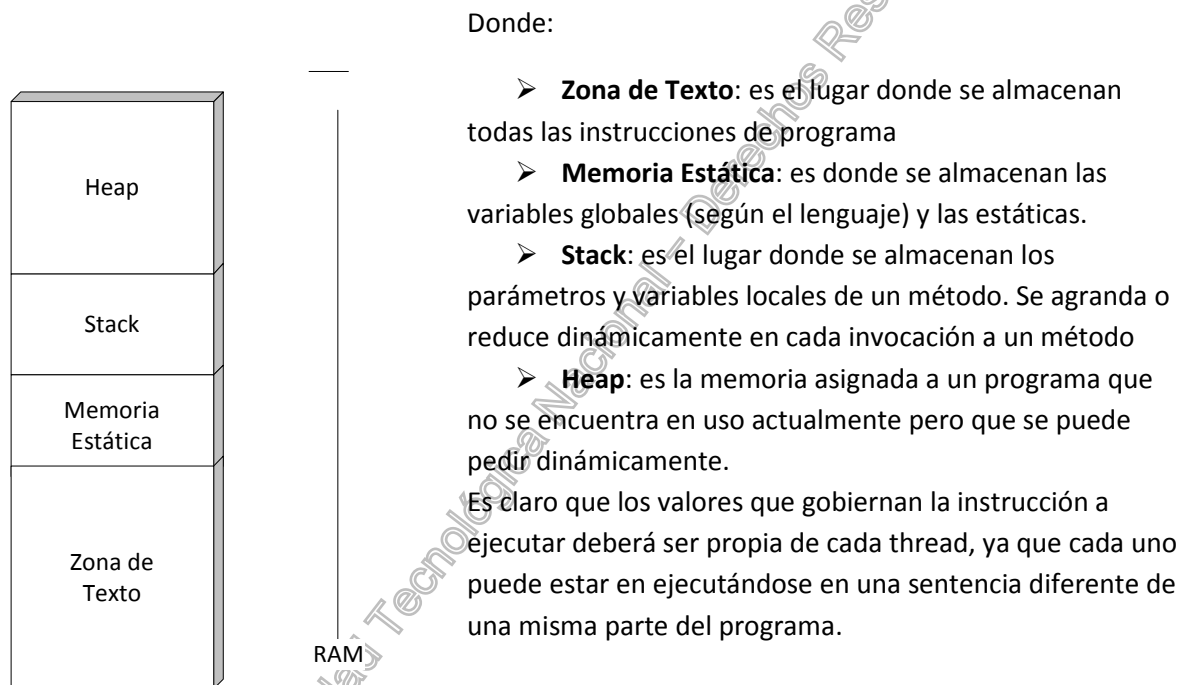 Donde:
➢ Zona de Texto: es el lugar donde se almacenan
todas las instrucciones de programa
➢ Memoria Estática: es donde se almacenan las
variables globales (según el lenguaje) y las estáticas.
➢ Stack: es el lugar donde se almacenan los
parámetros y variables locales de un método. Se agranda o
reduce dinámicamente en cada invocación a un método
➢ Heap: es la memoria asignada a un programa que
no se encuentra en uso actualmente pero que se puede
pedir dinámicamente.
Es claro que los valores que gobiernan la instrucción a
ejecutar deberá ser propia de cada thread, ya que cada uno
puede estar en ejecutándose en una sentencia diferente de
una misma parte del programa.
Heap
Stack
Memoria
Estática
Zona de
Texto
RAM
Tecnológica Nacional – Derechos